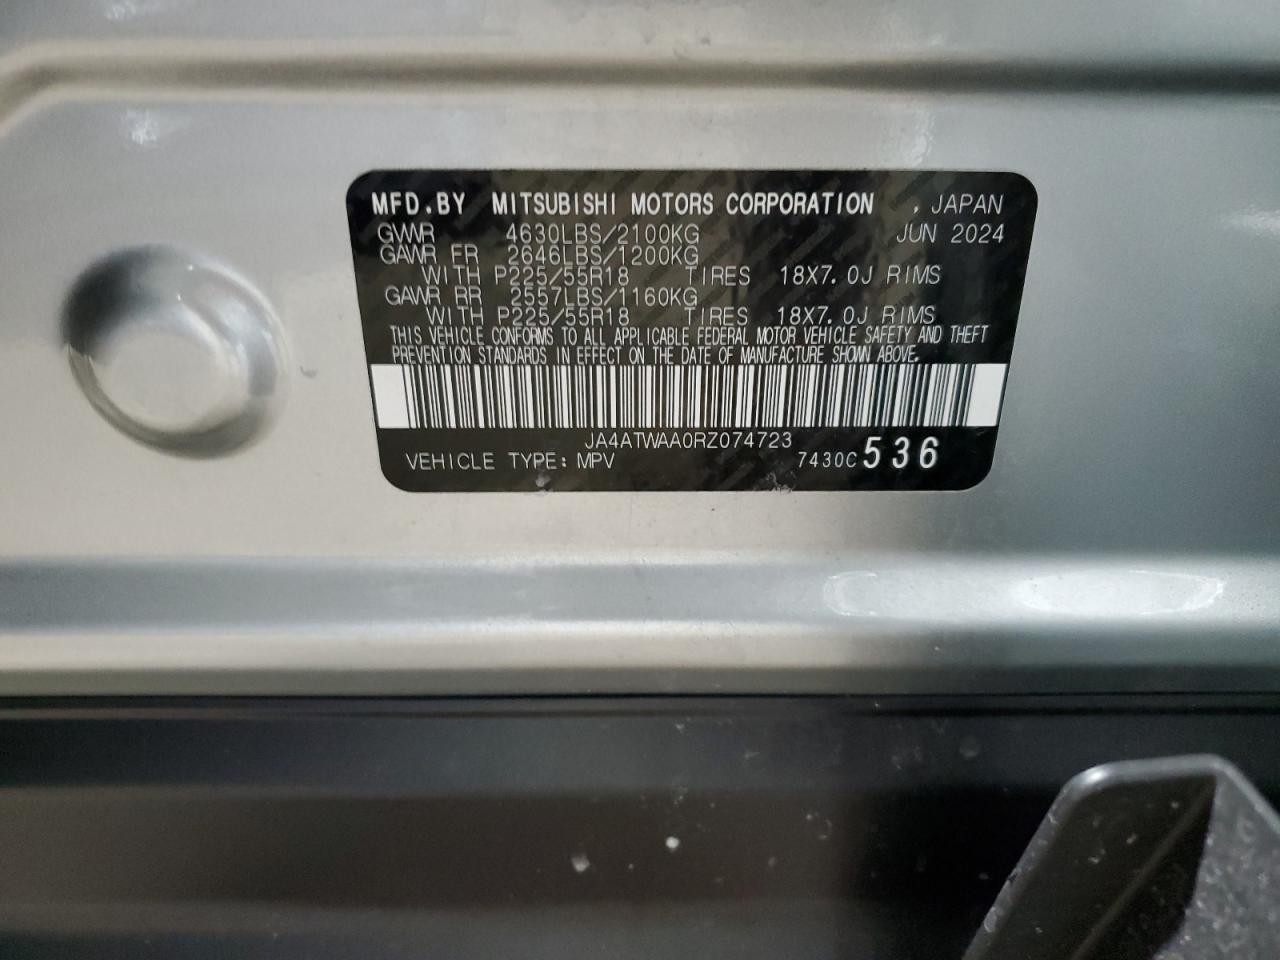 MFD.BY MITSUBISHI MOTORS CORPORATION , JAPAN
GVWR 4630LBS/2100KG JUN 2024
GAWR FR 2646LBS/1200KG
WITH P225/55R18 TIRES 18X7.0J RIMS
GAWR RR 2557LBS/1160KG
WITH P225/55R18 TIRES 18X7.0J RIMS
THIS VEHICLE CONFORMS TO ALL APPLICABLE FEDERAL MOTOR VEHICLE SAFETY AND THEFT
PREVENTION STANDARDS IN EFFECT ON THE DATE OF MANUFACTURE SHOWN ABOVE.
JA4ATWAA0RZ074723
VEHICLE TYPE: MPV 7430C 536